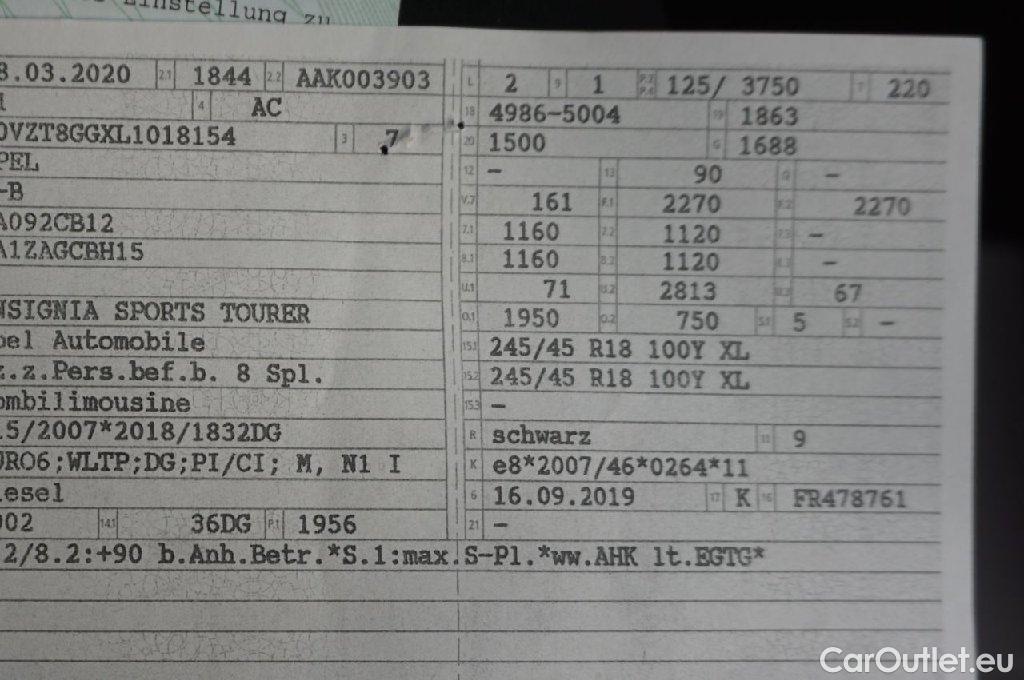 Einstellung zu
3.03.2020 2.1 1844 2.2 AAK003903 L 2 9 1 P.2 P.4 125/ 3750 T 220
4 AC 18 4986-5004 19 1863
0VZT8GGXL1018154 3 7 20 1500 G 1688
PEL 12 - 13 90 Q -
-B V.7 161 F.1 2270 F.2 2270
A092CB12 7.1 1160 7.2 1120 7.3 -
A1ZAGCBH15 8.1 1160 8.2 1120 8.3 -
U.1 71 U.2 2813 U.3 67
NSIGNIA SPORTS TOURER O.1 1950 O.2 750 S.1 5 S.2 -
pel Automobile 15.1 245/45 R18 100Y XL
z.z.Pers.bef.b. 8 Spl. 15.2 245/45 R18 100Y XL
ombilimousine 15.3 -
15/2007*2018/1832DG R schwarz 11 9
URO6;WLTP;DG;PI/CI; M, N1 I K e8*2007/46*0264*11
iesel 6 16.09.2019 17 K 16 FR478761
002 14.1 36DG P.1 1956 21 -
2/8.2:+90 b.Anh.Betr.*S.1:max.S-Pl.*ww.AHK lt.EGTG*
CarOutlet.eu